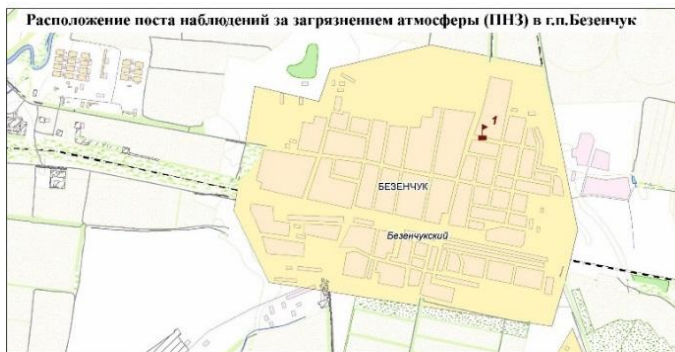 Расположение поста наблюдений за загрязнением атмосферы (ПНЗ) в г.п.Безенчук
1
БЕЗЕНЧУК
Безенчукский